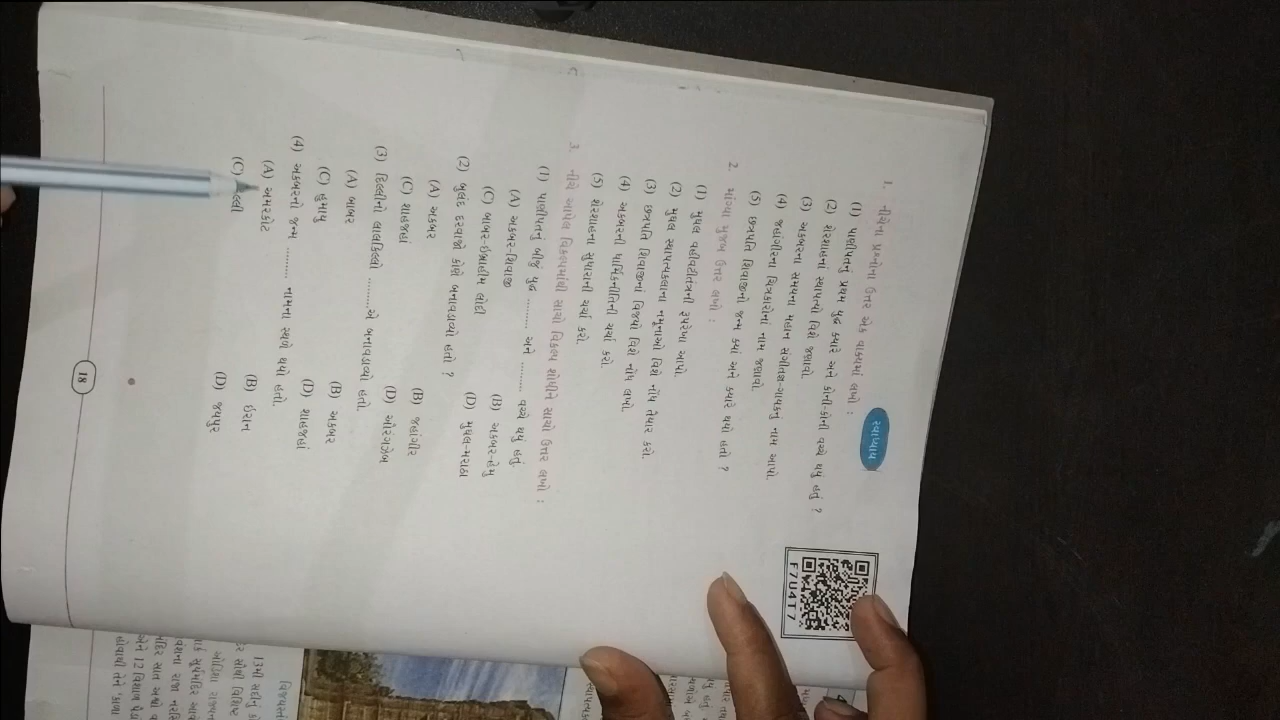 સ્વાધ્યાય
1. નીચેના પ્રશ્નોના ઉત્તર એક વાક્યમાં લખો :
(1) પાણીપતનું પ્રથમ યુદ્ધ ક્યારે અને કોની-કોની વચ્ચે થયું હતું ?
(2) શેરશાહનાં સ્થાપત્યો વિશે જણાવો.
(3) અકબરના સમયના મહાન સંગીતજ્ઞ-ગાયકનું નામ આપો.
(4) જહાંગીરના ચિત્રકારોનાં નામ જણાવો.
(5) છત્રપતિ શિવાજીનો જન્મ ક્યાં અને ક્યારે થયો હતો ?
2. માંગ્યા મુજબ ઉત્તર લખો :
(1) મુઘલ વહીવટીતંત્રની રૂપરેખા આપો.
(2) મુઘલ સ્થાપત્યકલાના નમૂનાઓ વિશે નોંધ તૈયાર કરો.
(3) છત્રપતિ શિવાજીનાં વિજયો વિશે નોંધ લખો.
(4) અકબરની ધાર્મિકનીતિની ચર્ચા કરો.
(5) શેરશાહના સુધારાની ચર્ચા કરો.
3. નીચે આપેલ વિકલ્પમાંથી સાચો વિકલ્પ શોધીને સાચો ઉત્તર લખો :
(1) પાણીપતનું બીજું યુદ્ધ ......... અને ......... વચ્ચે થયું હતું.
(A) અકબર-શિવાજી (B) અકબર-હેમુ
(C) બાબર-ઇબ્રાહીમ લોદી (D) મુઘલ-મરાઠા
(2) બુલંદ દરવાજો કોણે બનાવડાવ્યો હતો ?
(A) અકબર (B) જહાંગીર
(C) શાહજહાં (D) ઔરંગઝેબ
(3) દિલ્લીનો લાલકિલ્લો .........એ બનાવડાવ્યો હતો.
(A) બાબર (B) અકબર
(C) હુમાયુ (D) શાહજહાં
(4) અકબરનો જન્મ ......... નામના સ્થળે થયો હતો.
(A) અમરકોટ (B) ઈરાન
(C) (D) જયપુર
18
F7U4T7